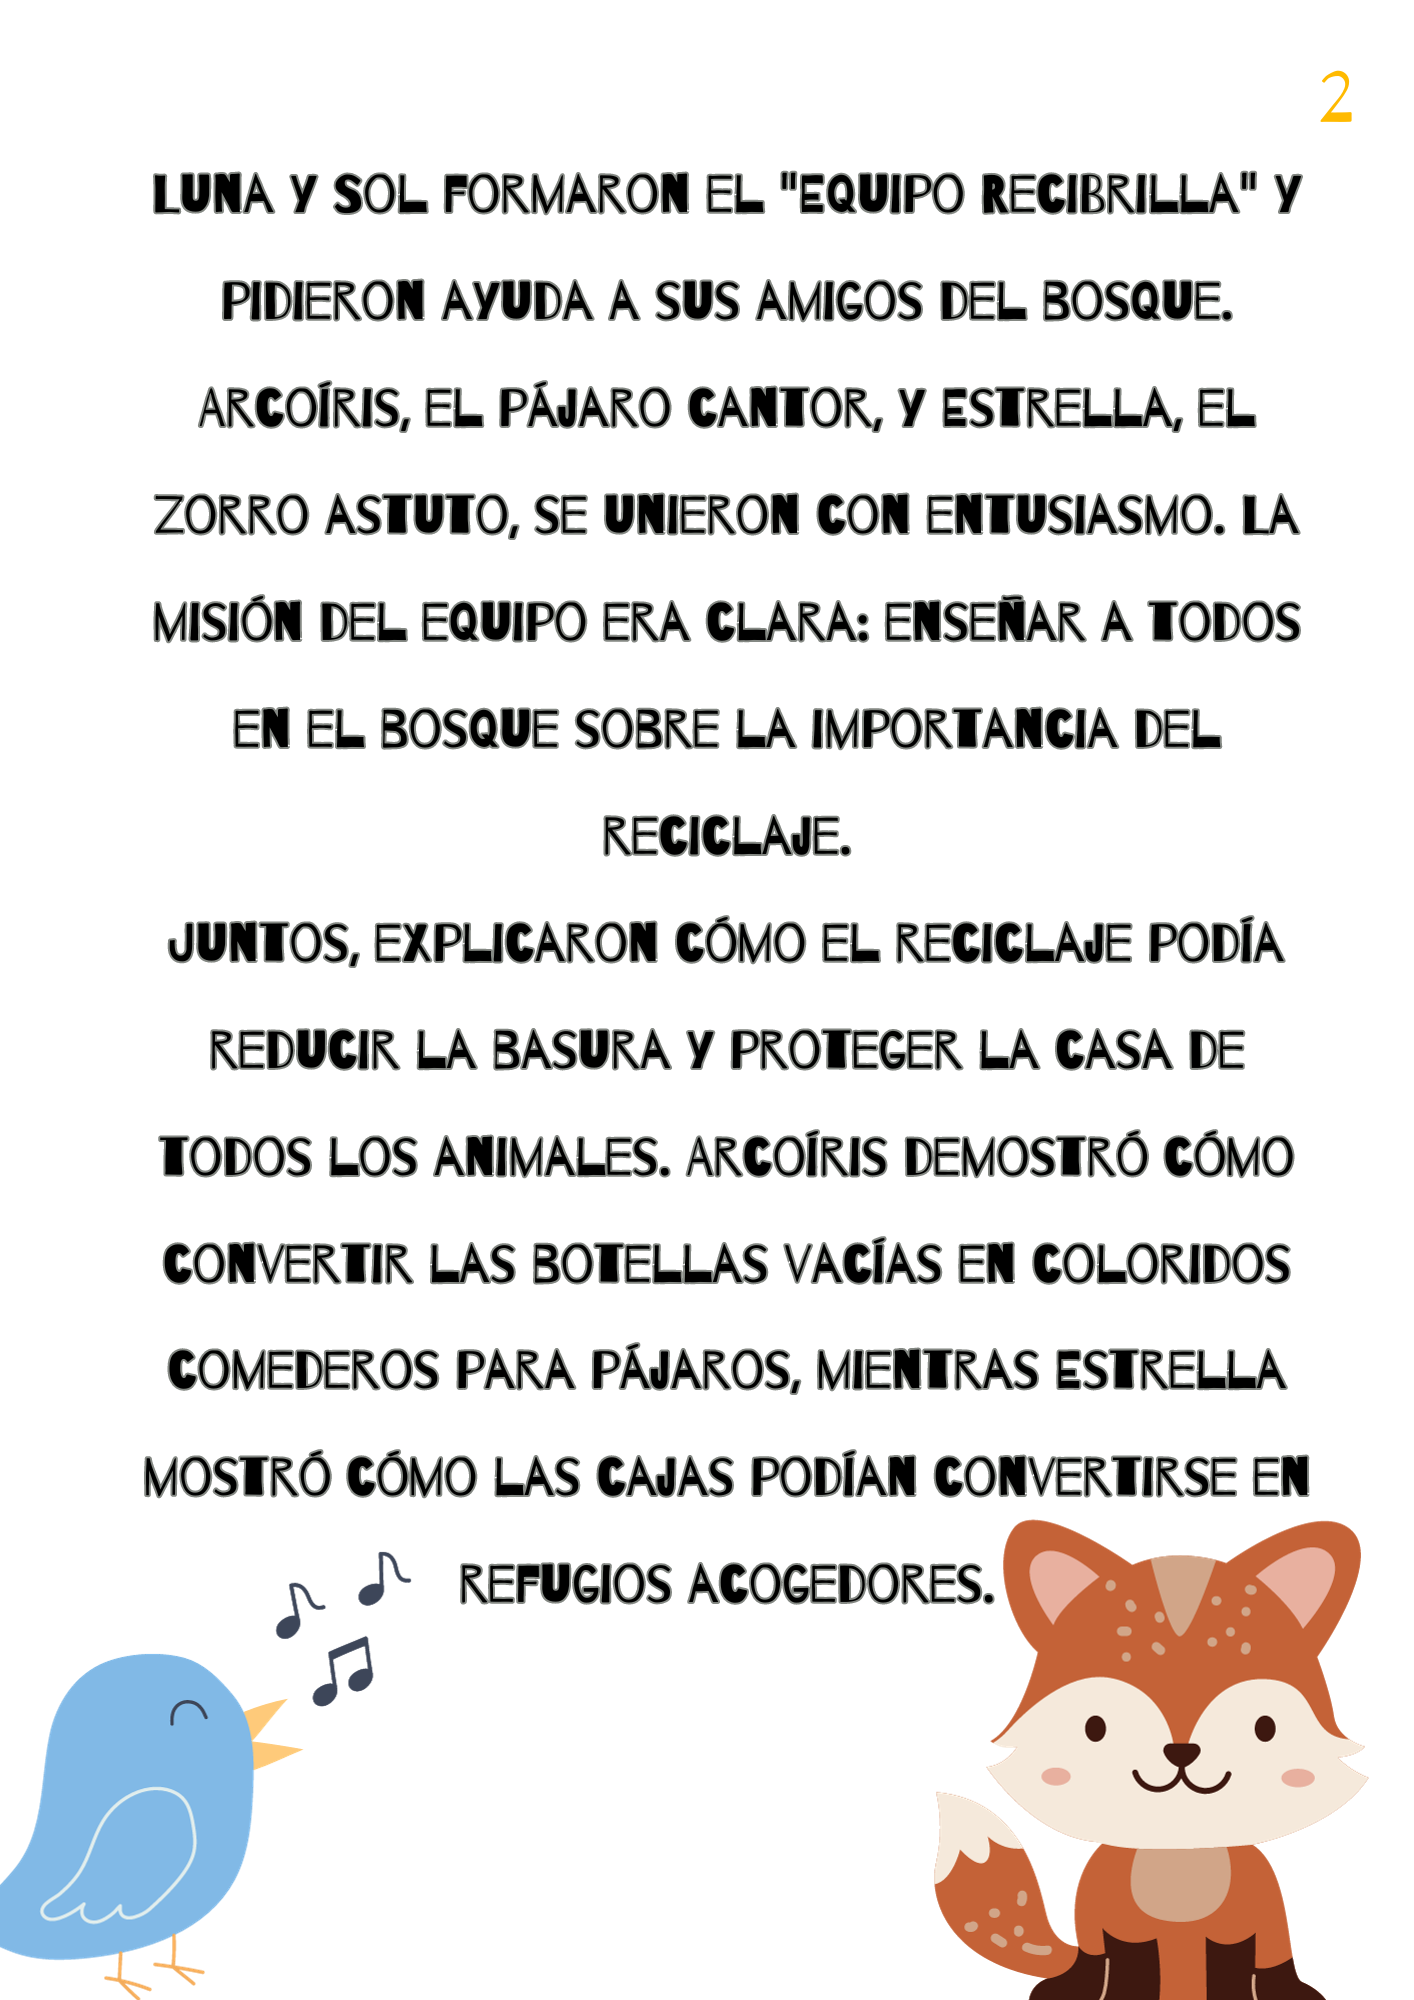 2
LUNA Y SOL FORMARON EL "EQUIPO RECIBRILLA" Y
PIDIERON AYUDA A SUS AMIGOS DEL BOSQUE.
ARCOÍRIS, EL PÁJARO CANTOR, Y ESTRELLA, EL
ZORRO ASTUTO, SE UNIERON CON ENTUSIASMO. LA
MISIÓN DEL EQUIPO ERA CLARA: ENSEÑAR A TODOS
EN EL BOSQUE SOBRE LA IMPORTANCIA DEL
RECICLAJE.
JUNTOS, EXPLICARON CÓMO EL RECICLAJE PODÍA
REDUCIR LA BASURA Y PROTEGER LA CASA DE
TODOS LOS ANIMALES. ARCOÍRIS DEMOSTRÓ CÓMO
CONVERTIR LAS BOTELLAS VACÍAS EN COLORIDOS
COMEDEROS PARA PÁJAROS, MIENTRAS ESTRELLA
MOSTRÓ CÓMO LAS CAJAS PODÍAN CONVERTIRSE EN
REFUGIOS ACOGEDORES.